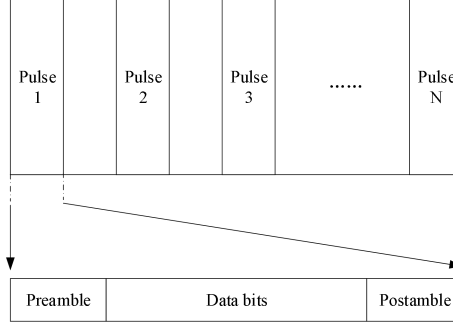 Pulse
1
Pulse
2
Pulse
3
......
Pulse
N
Preamble
Data bits
Postamble